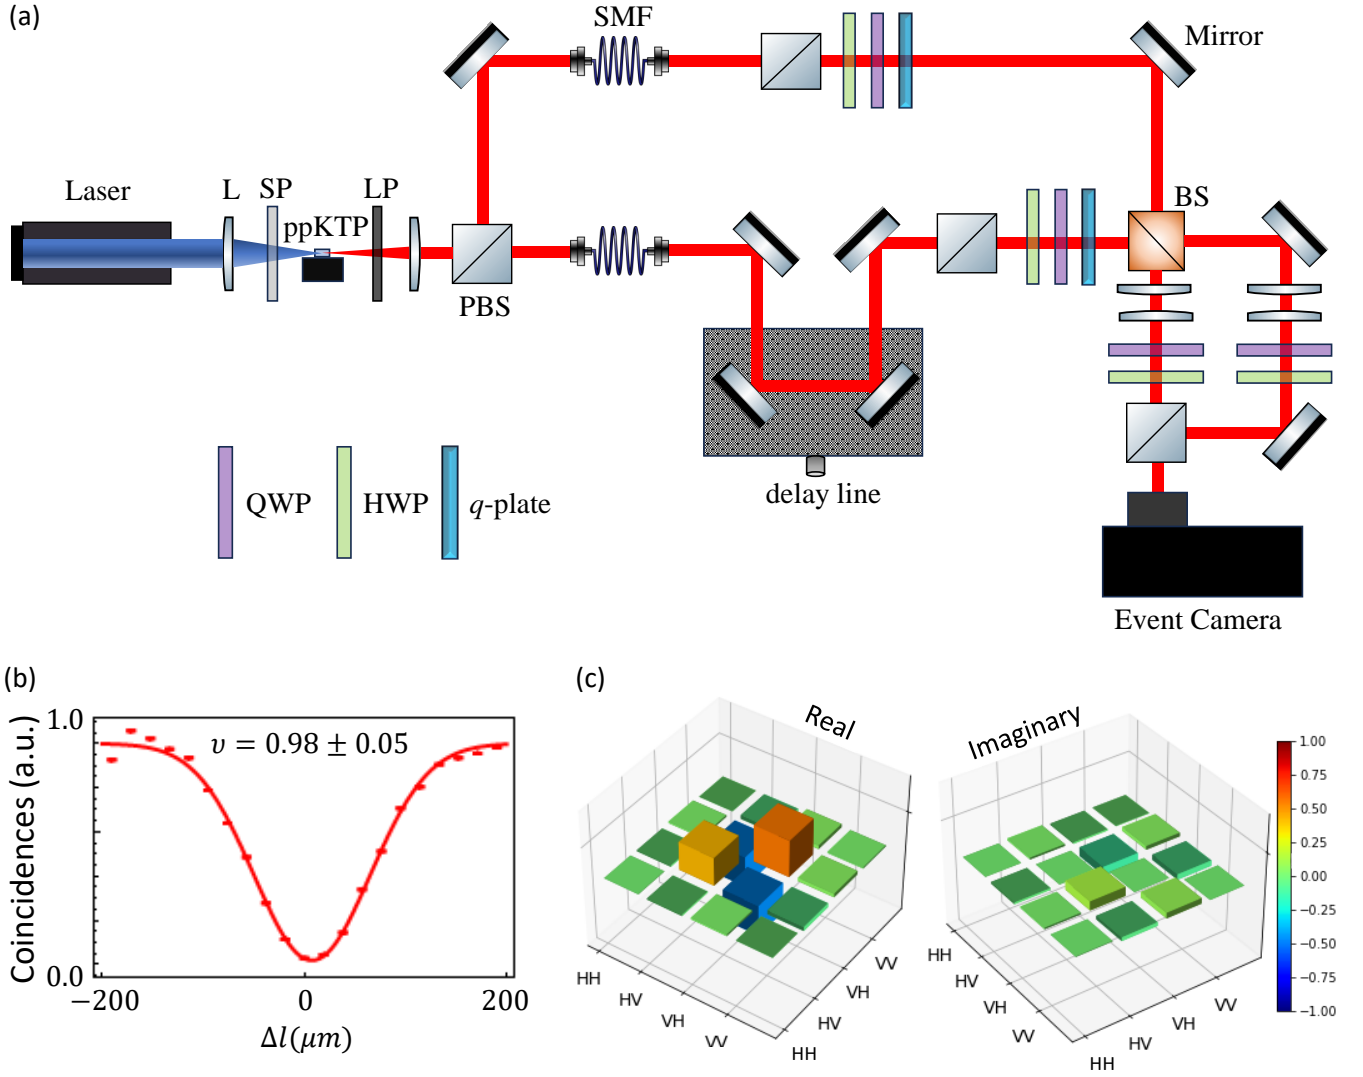 (a)
SMF
Mirror
Laser
L
SP
LP
ppKTP
BS
PBS
QWP
HWP
q-plate
delay line
Event Camera
(b)
1.0
υ = 0.98 ± 0.05
Coincidences (a.u.)
0.0
−200
0
200
Δl(μm)
(c)
Real
Imaginary
HH
HV
VH
VV
HH
HV
VH
VV
HH
HV
VH
VV
HH
HV
VH
VV
1.00
0.75
0.50
0.25
0.00
−0.25
−0.50
−0.75
−1.00